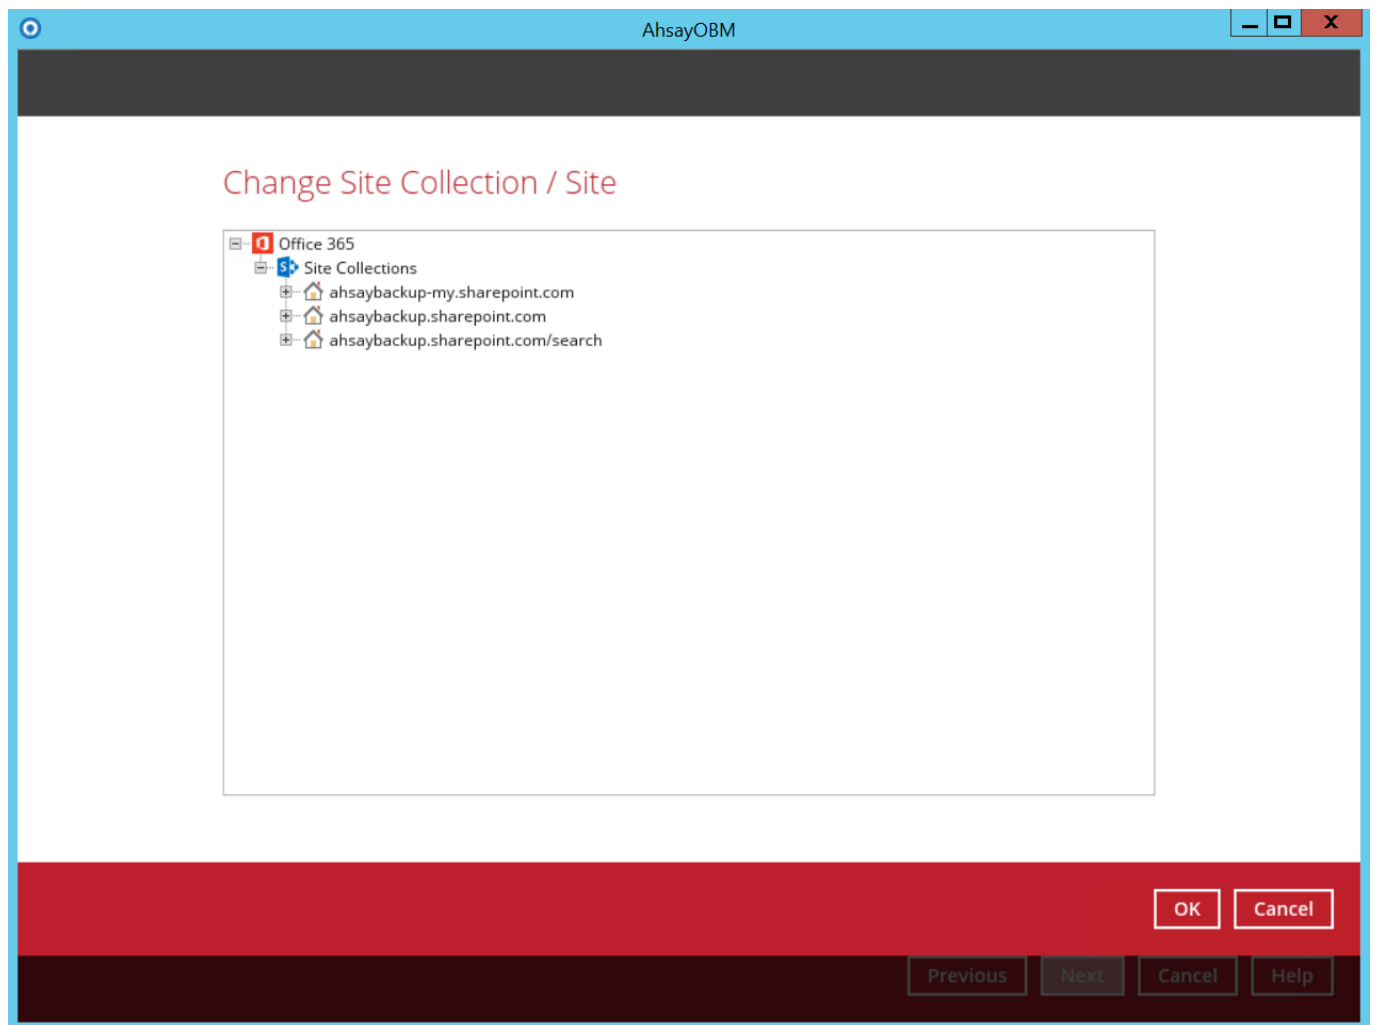 AhsayOBM
Change Site Collection / Site
Office 365
Site Collections
ahsaybackup-my.sharepoint.com
ahsaybackup.sharepoint.com
ahsaybackup.sharepoint.com/search
OK Cancel
Previous Next Cancel Help